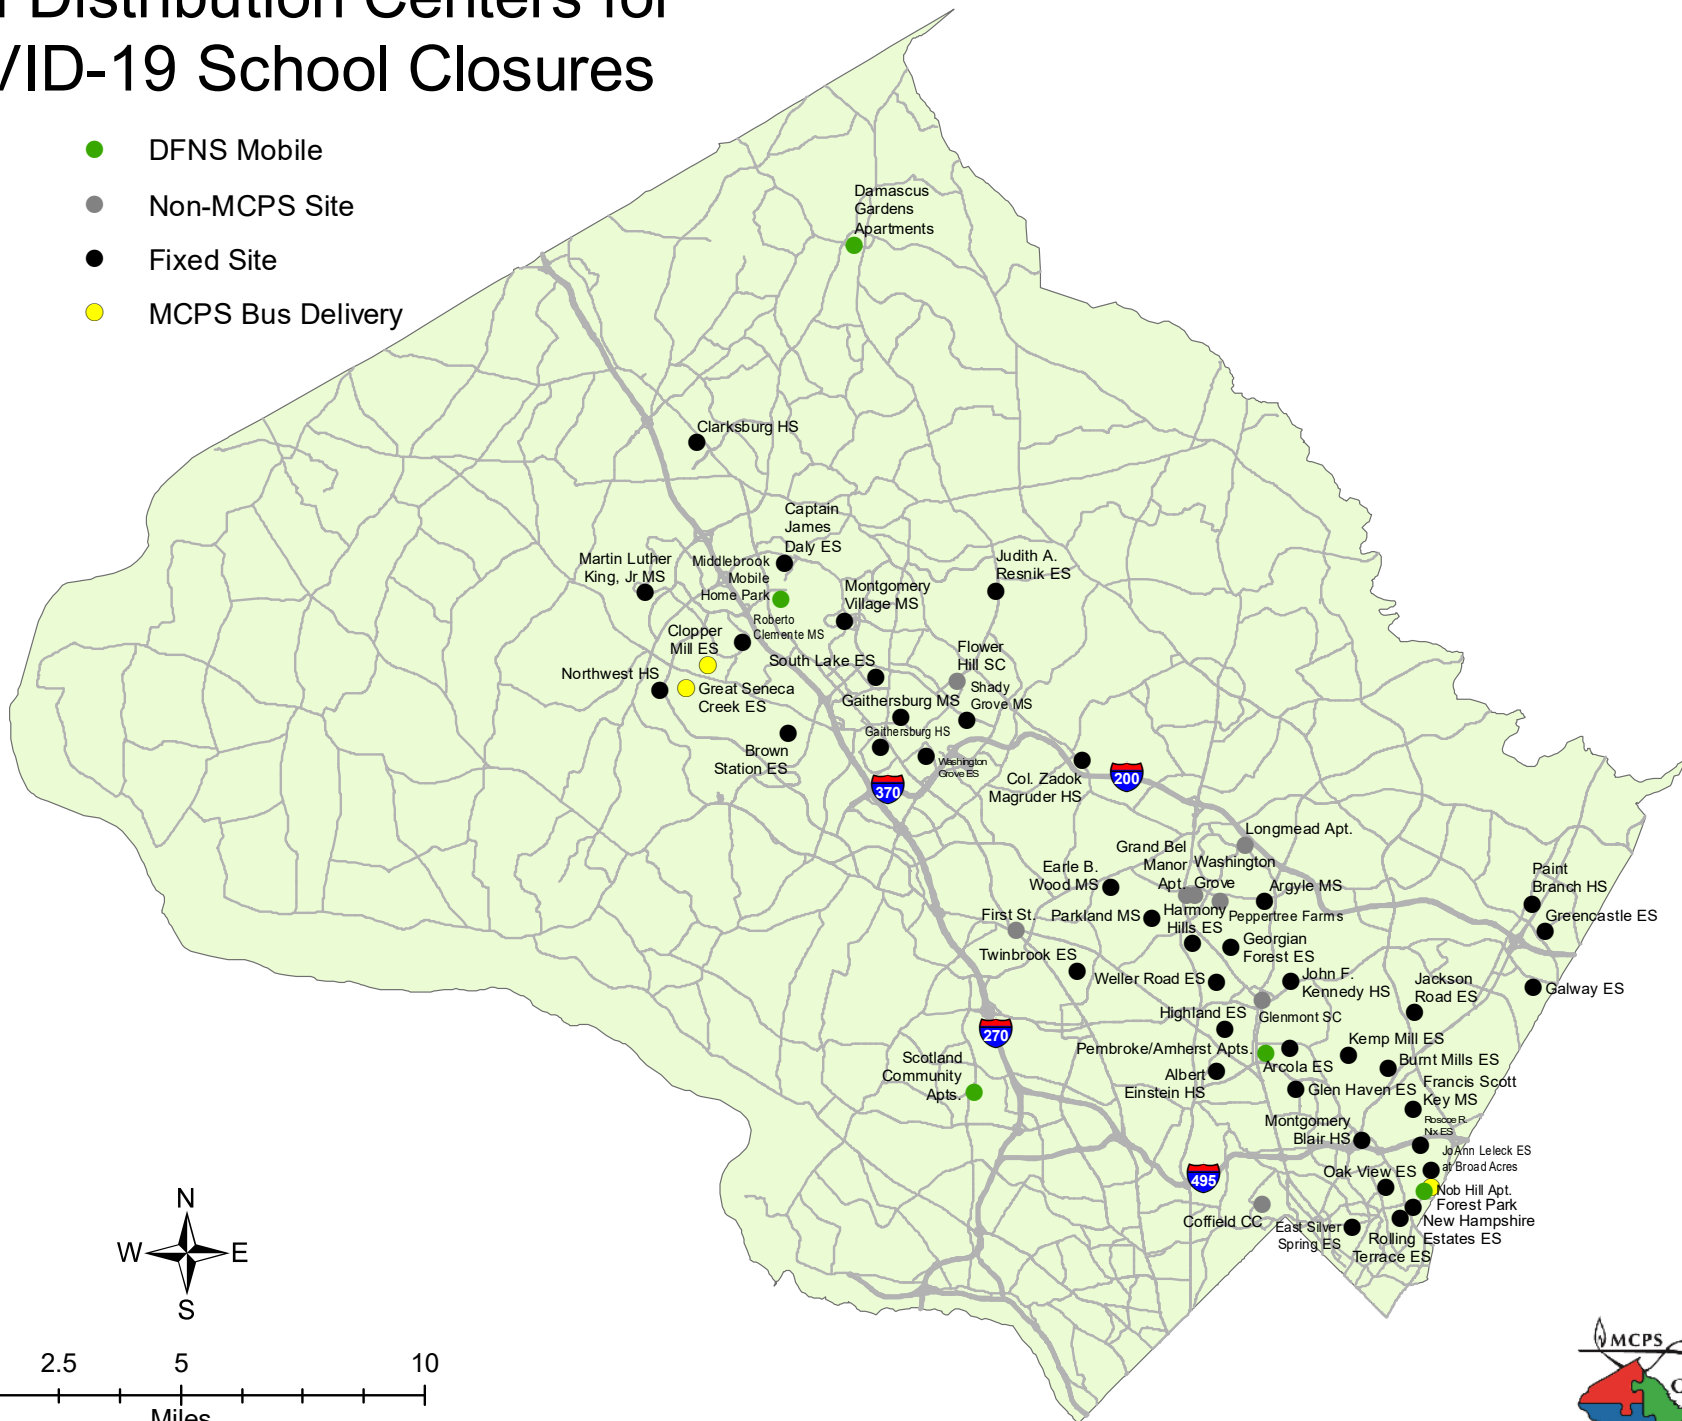 Distribution Centers for
VID-19 School Closures
DFNS Mobile
Non-MCPS Site
Fixed Site
MCPS Bus Delivery
Damascus
Gardens
Apartments
Clarksburg HS
Captain
James
Daly ES
Martin Luther
King, Jr MS
Middlebrook
Mobile
Home Park
Judith A.
Resnik ES
Montgomery
Village MS
Roberto
Clemente MS
Clopper
Mill ES
South Lake ES
Flower
Hill SC
Northwest HS
Great Seneca
Creek ES
Shady
Grove MS
Gaithersburg MS
Gaithersburg HS
Brown
Station ES
Washington
Grove ES
Col. Zadok
Magruder HS
200
370
Longmead Apt.
Grand Bel
Manor
Apt.
Washington
Grove
Earle B.
Wood MS
Argyle MS
Paint
Branch HS
Greencastle ES
First St.
Parkland MS
Harmony
Hills ES
Peppertree Farms
Georgian
Forest ES
Twinbrook ES
Weller Road ES
John F.
Kennedy HS
Jackson
Road ES
Galway ES
Highland ES
Glenmont SC
270
Kemp Mill ES
Pembroke/Amherst Apts.
Arcola ES
Burnt Mills ES
Scotland
Community
Apts.
Albert
Einstein HS
Glen Haven ES
Francis Scott
Key MS
Montgomery
Blair HS
Roscoe R.
Nix ES
JoAnn Leleck ES
at Broad Acres
495
Oak View ES
Nob Hill Apt.
Forest Park
Coffield CC
East Silver
Spring ES
New Hampshire
Estates ES
Rolling
Terrace ES
N
W
E
S
2.5 5 10
Miles
MCPS